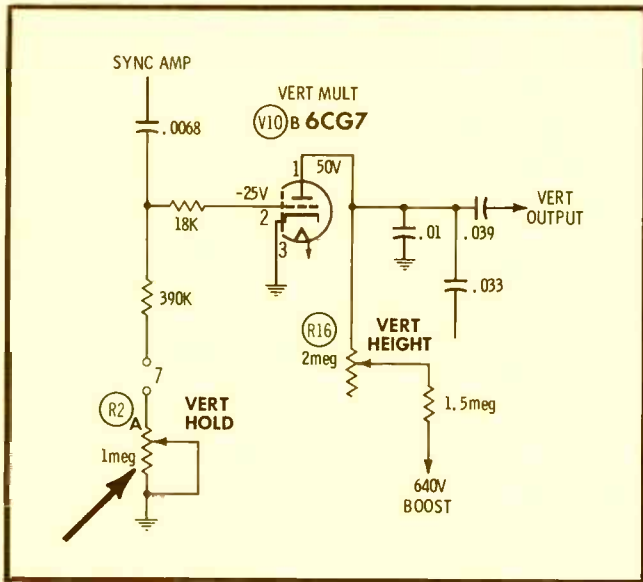 SYNC AMP
.0068
VERT MULT
V10 B 6CG7
1
50V
-25V
2
18K
3
.01
.039
VERT
OUTPUT
.033
390K
R16
VERT
HEIGHT
2meg
7
R2
A
VERT
HOLD
1meg
1.5meg
640V
BOOST